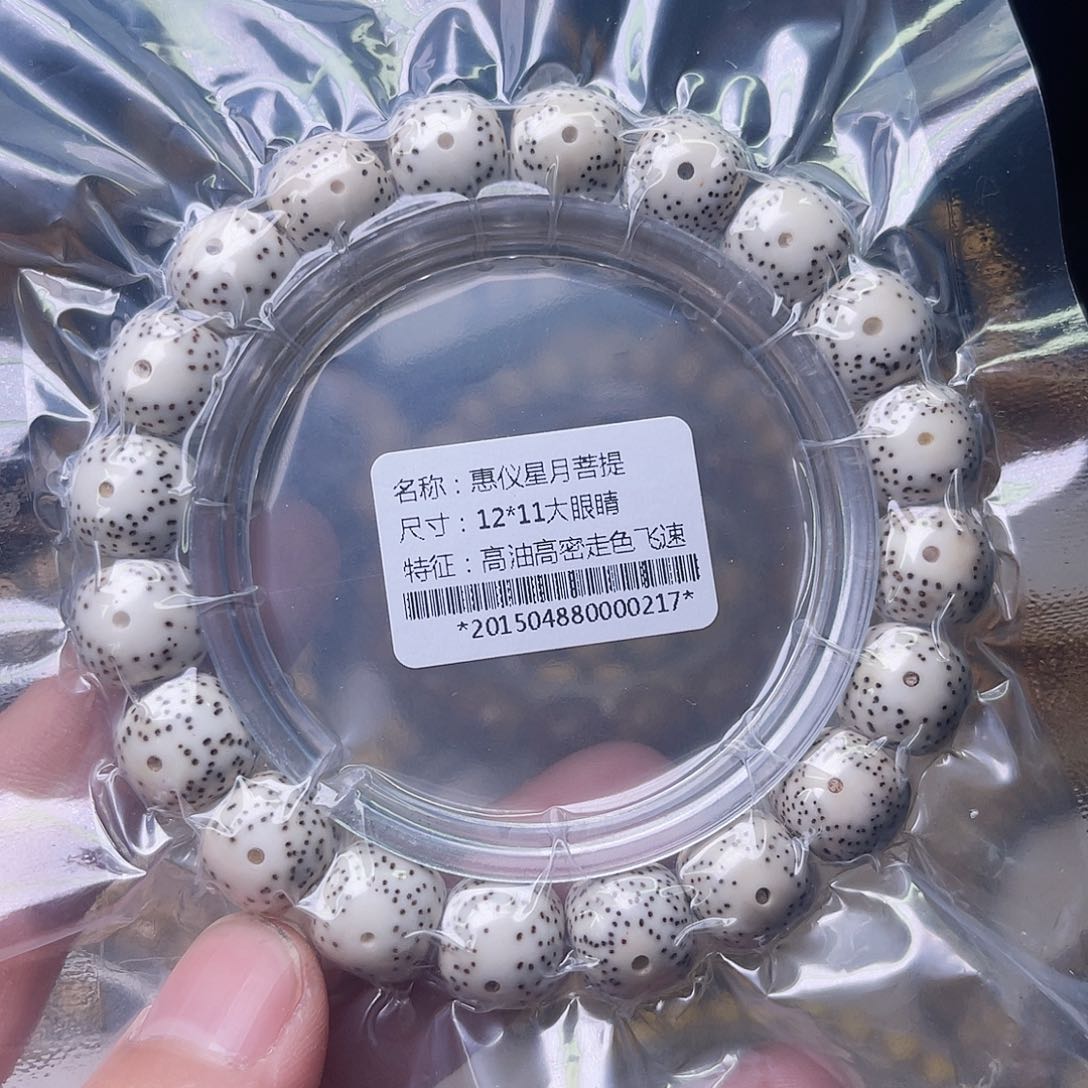 名称：惠仪星月菩提
尺寸：12*11大眼睛
特征：高油高密走色飞速
*201504880000217*